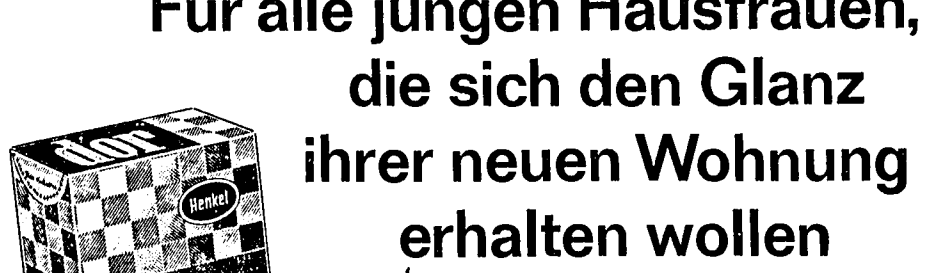 Für alle jungen Hausfrauen,
die sich den Glanz
ihrer neuen Wohnung
erhalten wollen
dor
Henkel